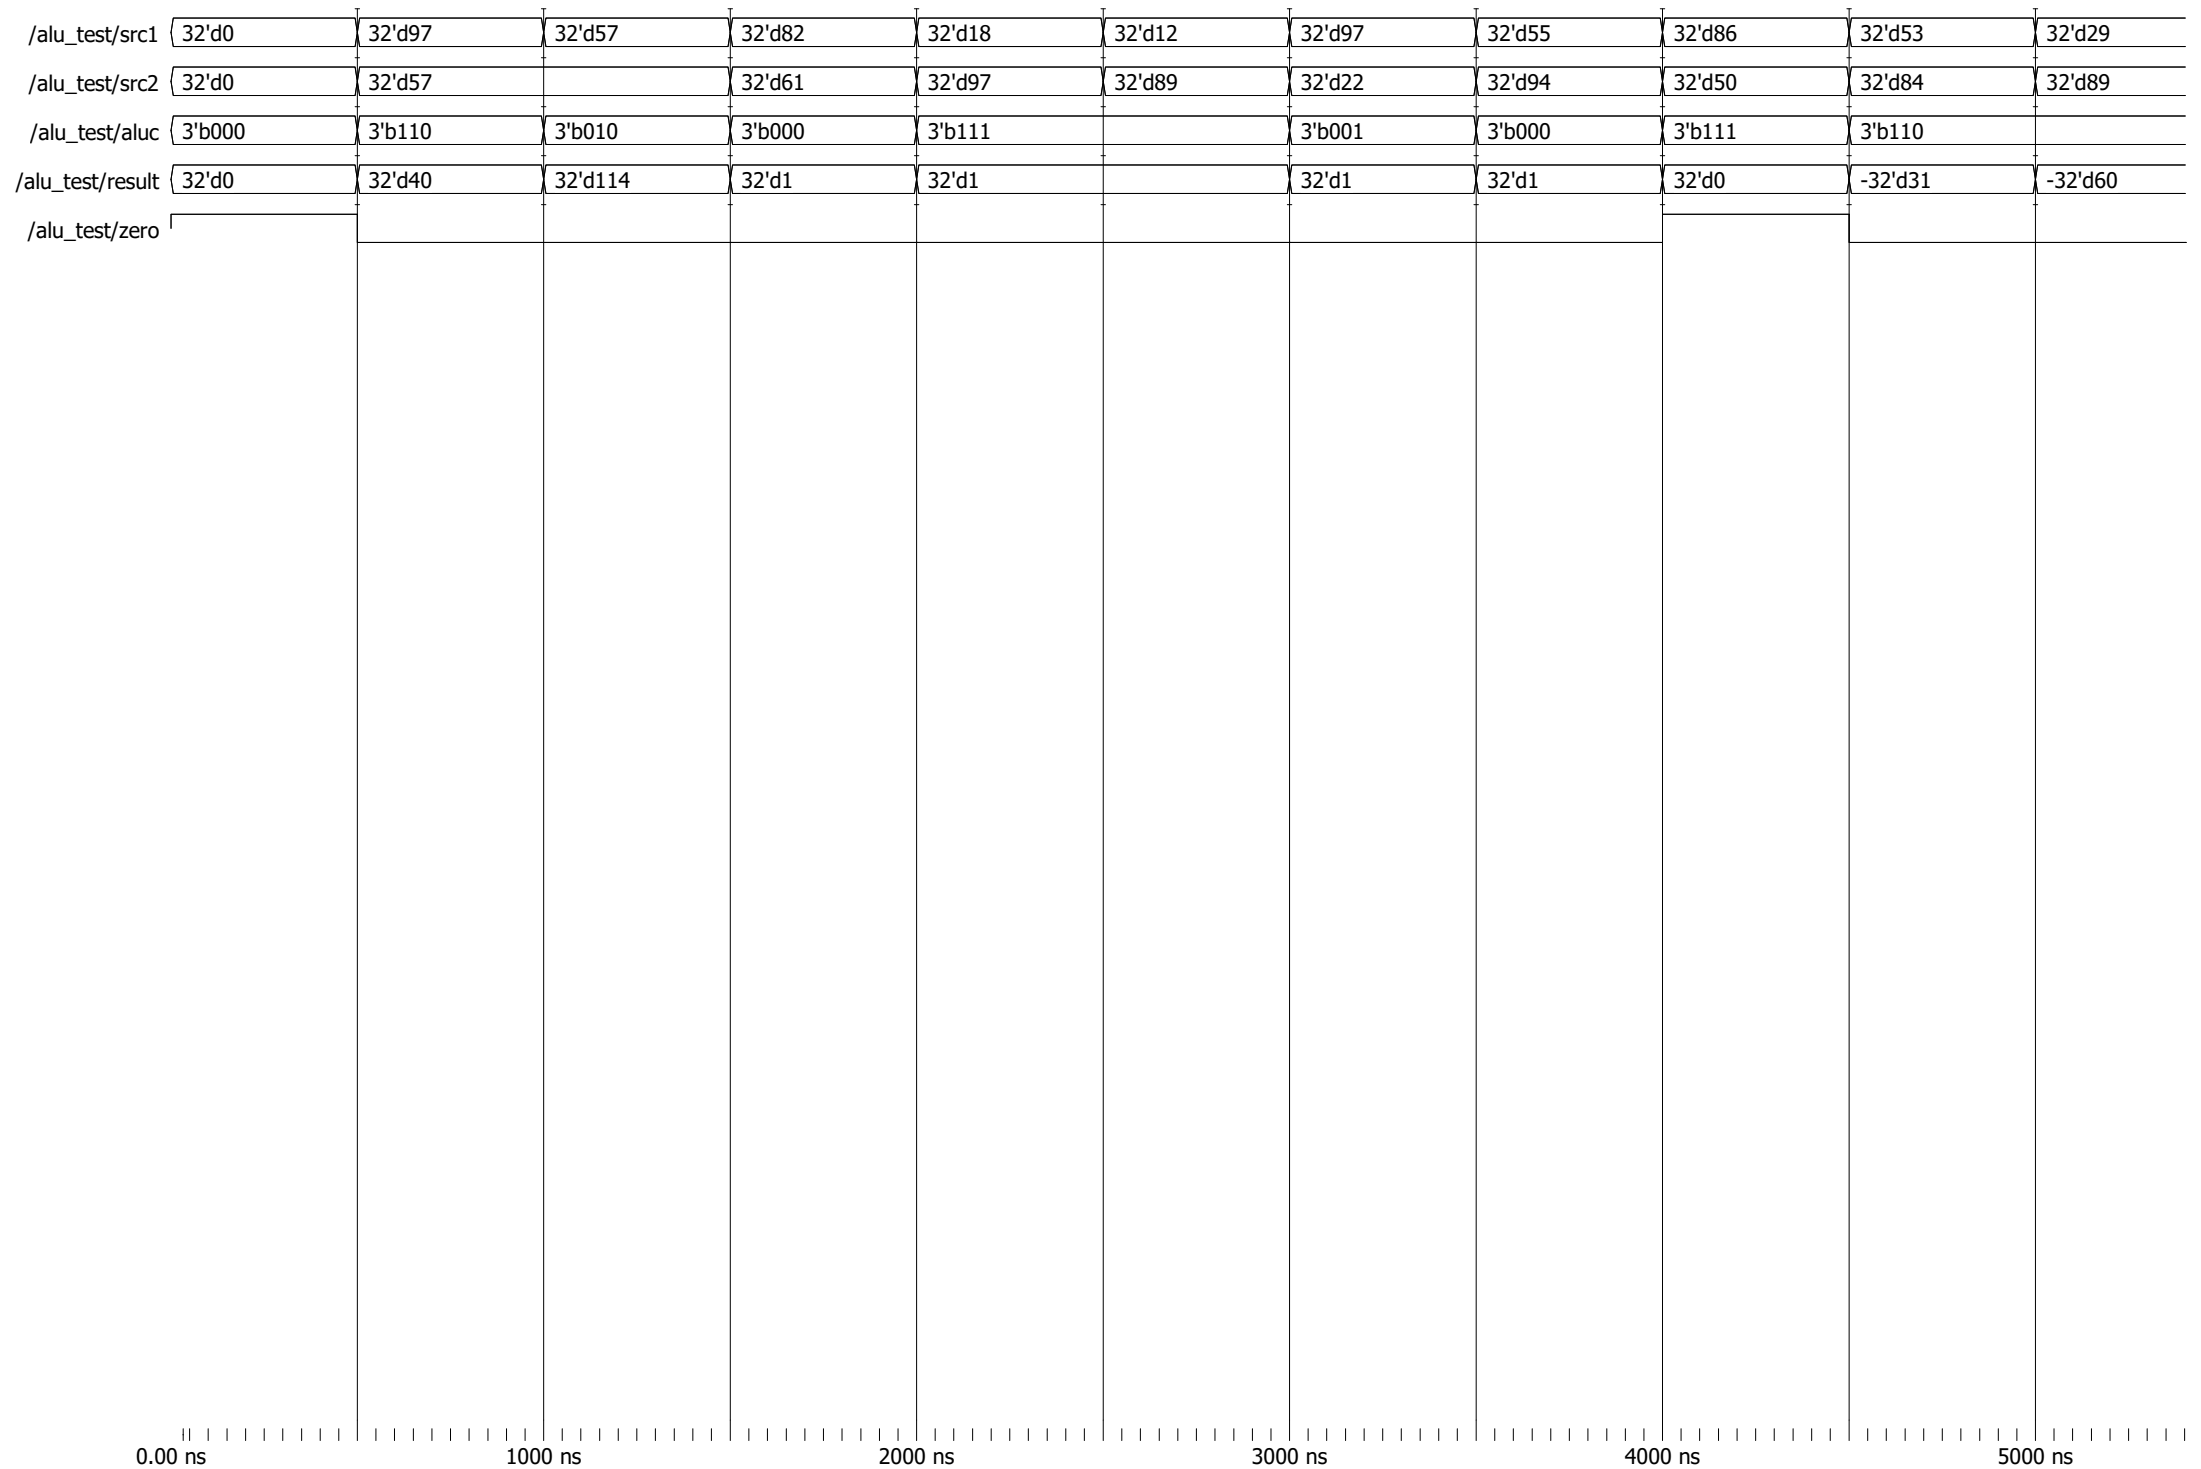 /alu_test/src1 32'd0 32'd97 32'd57 32'd82 32'd18 32'd12 32'd97 32'd55 32'd86 32'd53 32'd29
/alu_test/src2 32'd0 32'd57 32'd61 32'd97 32'd89 32'd22 32'd94 32'd50 32'd84 32'd89
/alu_test/aluc 3'b000 3'b110 3'b010 3'b000 3'b111 3'b001 3'b000 3'b111 3'b110
/alu_test/result 32'd0 32'd40 32'd114 32'd1 32'd1 32'd1 32'd1 32'd0 -32'd31 -32'd60
/alu_test/zero
0.00 ns 1000 ns 2000 ns 3000 ns 4000 ns 5000 ns